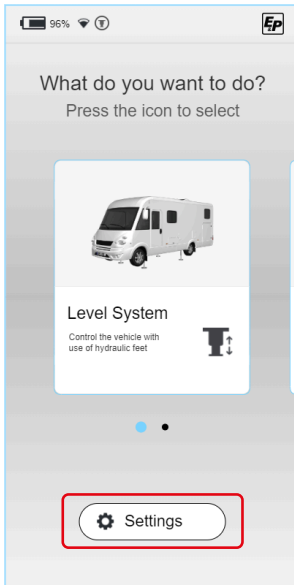 96%
E&P
What do you want to do?
Press the icon to select
Level System
Control the vehicle with
use of hydraulic feet
Settings